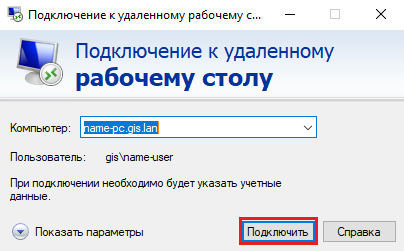 Подключение к удаленному рабочему с...
Подключение к удаленному
рабочему столу
Компьютер: name-pc.gis.lan
Пользователь: gis\name-user
При подключении необходимо будет указать учетные
данные.
Показать параметры Подключить Справка